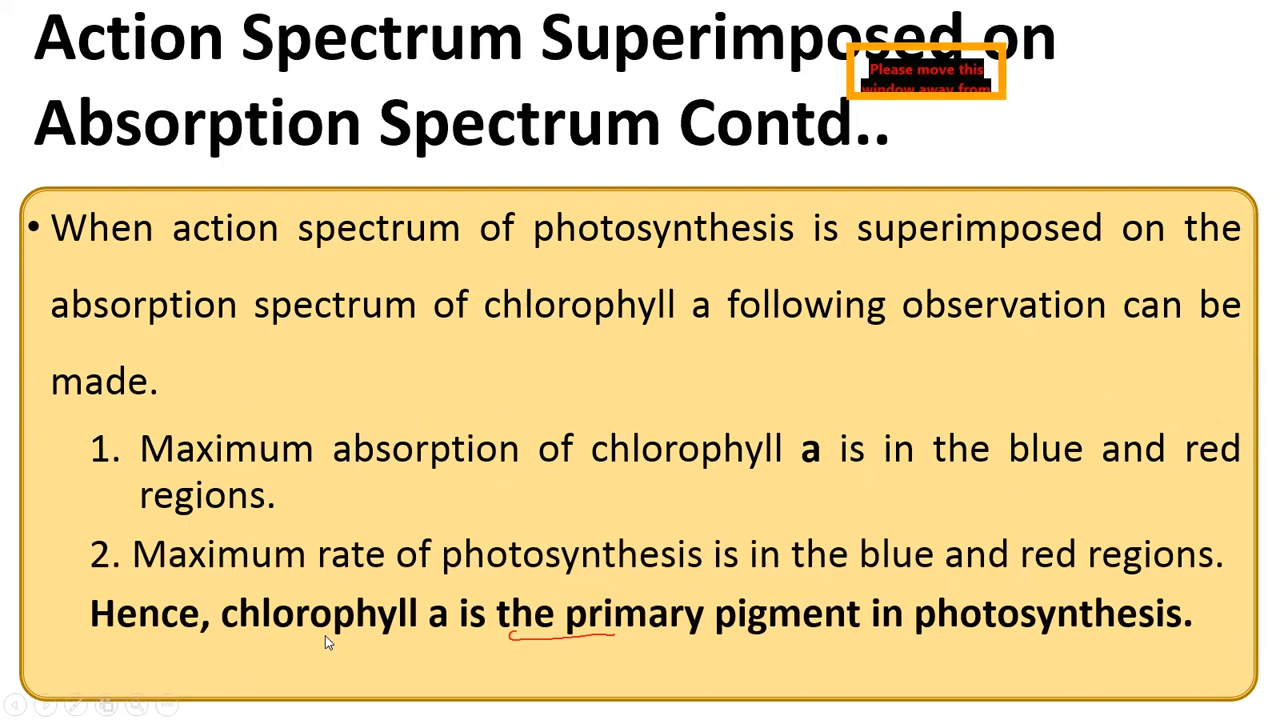 Action Spectrum Superimposed on
Please move this
window away from
Absorption Spectrum Contd..
• When action spectrum of photosynthesis is superimposed on the
absorption spectrum of chlorophyll a following observation can be
made.
1. Maximum absorption of chlorophyll a is in the blue and red
regions.
2. Maximum rate of photosynthesis is in the blue and red regions.
Hence, chlorophyll a is the primary pigment in photosynthesis.